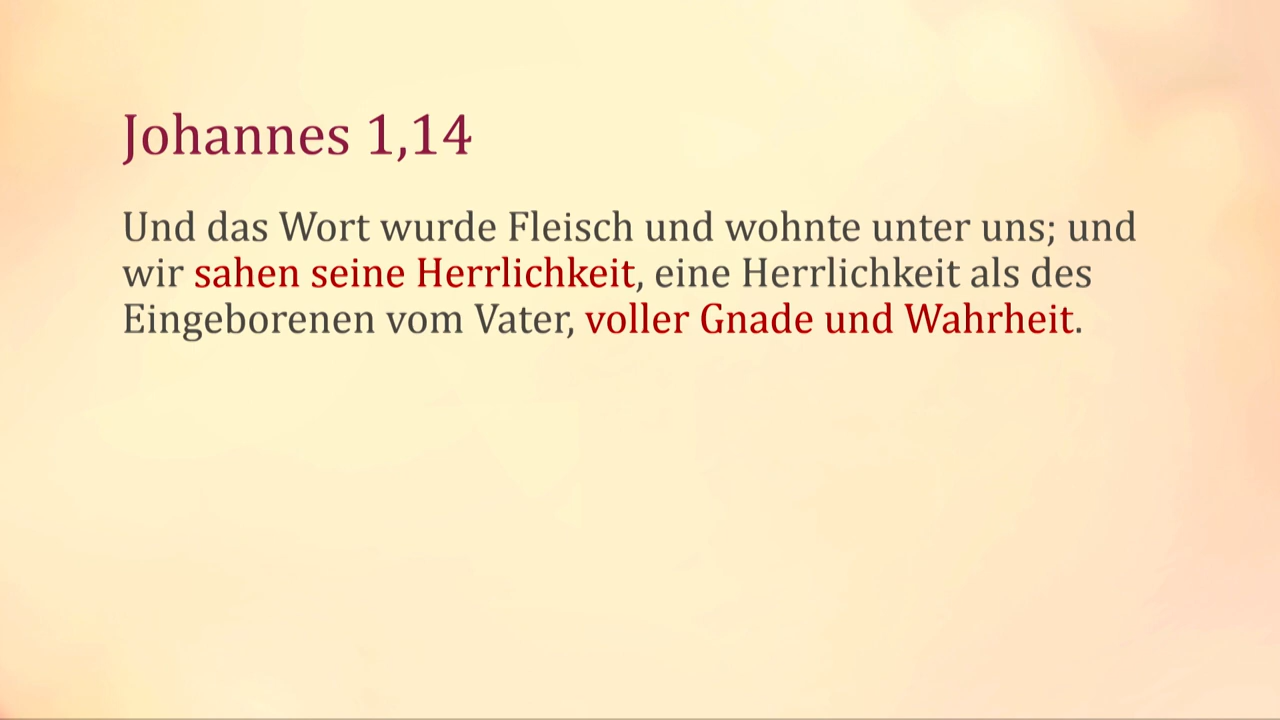 Johannes 1,14
Und das Wort wurde Fleisch und wohnte unter uns; und
wir sahen seine Herrlichkeit, eine Herrlichkeit als des
Eingeborenen vom Vater, voller Gnade und Wahrheit.